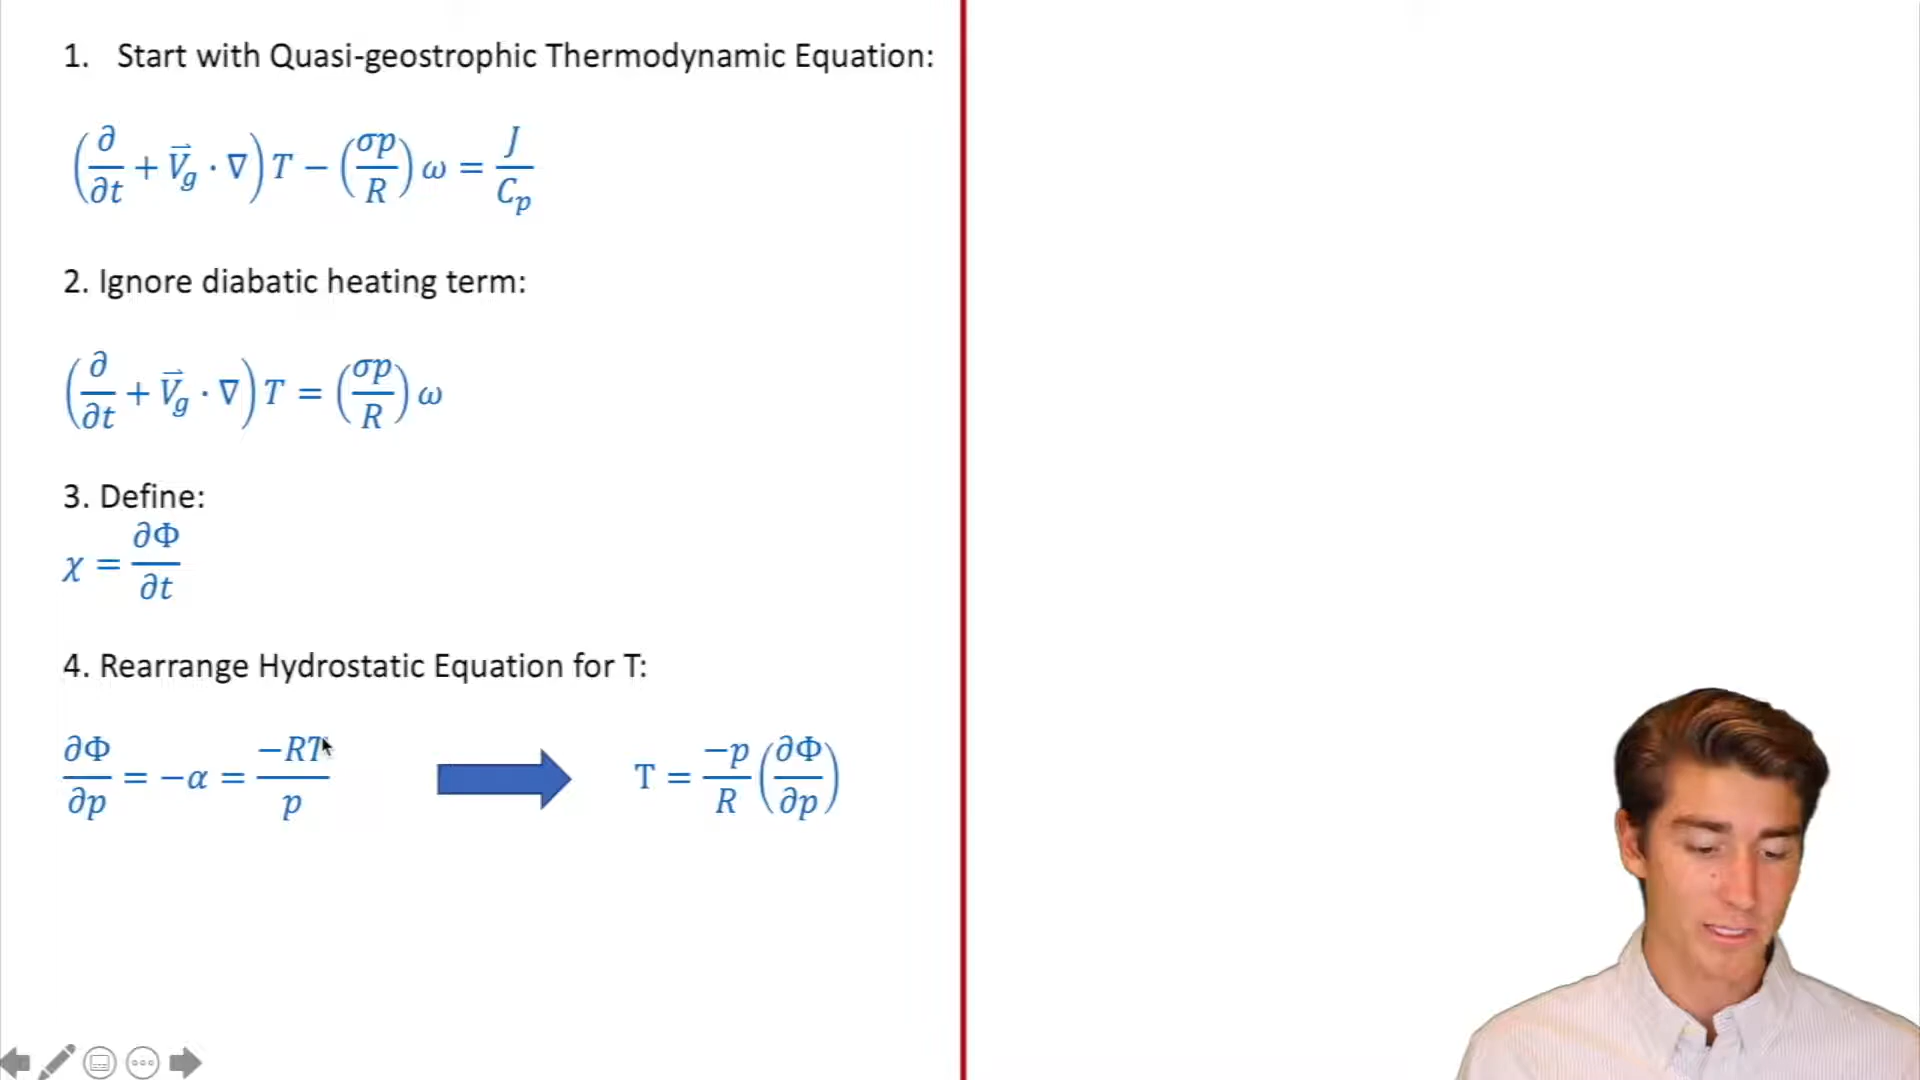 1. Start with Quasi-geostrophic Thermodynamic Equation:
(∂/∂t + V⃗g · ∇) T − (σp/R) ω = J/Cp
2. Ignore diabatic heating term:
(∂/∂t + V⃗g · ∇) T = (σp/R) ω
3. Define:
χ = ∂Φ/∂t
4. Rearrange Hydrostatic Equation for T:
∂Φ/∂p = −α = −RT/p
T = −p/R (∂Φ/∂p)